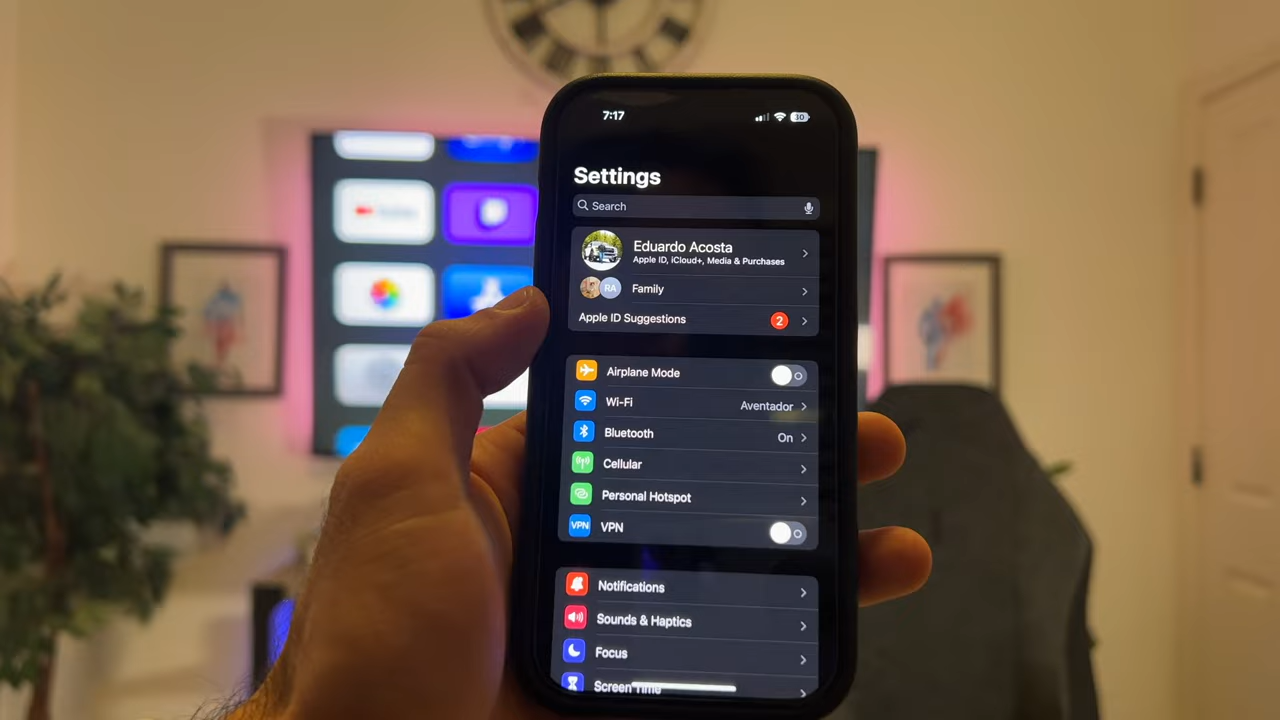 7:17
30
Settings
Search
Eduardo Acosta
Apple ID, iCloud+, Media & Purchases
RA
Family
Apple ID Suggestions 2
Airplane Mode
Wi-Fi Aventador
Bluetooth On
Cellular
Personal Hotspot
VPN VPN
Notifications
Sounds & Haptics
Focus
Screen Time